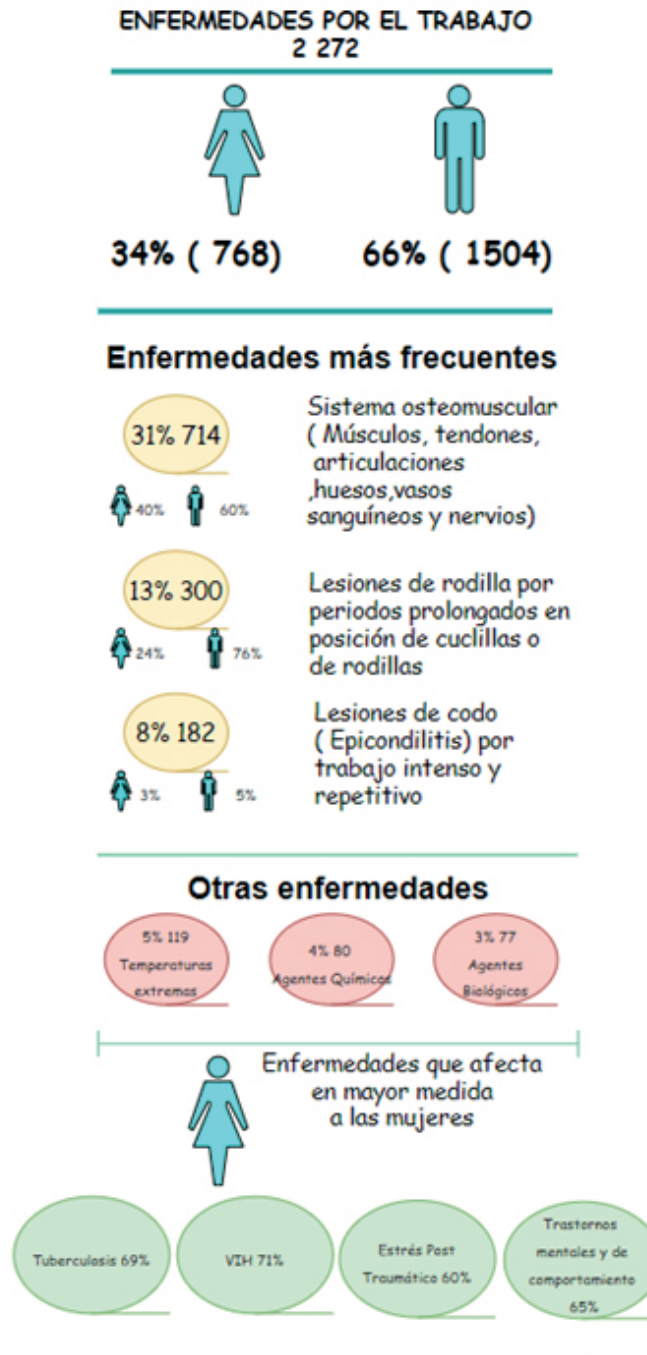 ENFERMEDADES POR EL TRABAJO
2 272
34% ( 768)
66% ( 1504)
Enfermedades más frecuentes
31% 714
40%
60%
Sistema osteomuscular
( Músculos, tendones,
articulaciones
,huesos,vasos
sanguíneos y nervios)
13% 300
24%
76%
Lesiones de rodilla por
periodos prolongados en
posición de cuclillas o
de rodillas
8% 182
3%
5%
Lesiones de codo
( Epicondilitis) por
trabajo intenso y
repetitivo
Otras enfermedades
5% 119
Temperaturas
extremas
4% 80
Agentes Químicos
3% 77
Agentes
Biológicos
Enfermedades que afecta
en mayor medida
a las mujeres
Tuberculosis 69%
VIH 71%
Estrés Post
Traumático 60%
Trastornos
mentales y de
comportamiento
65%